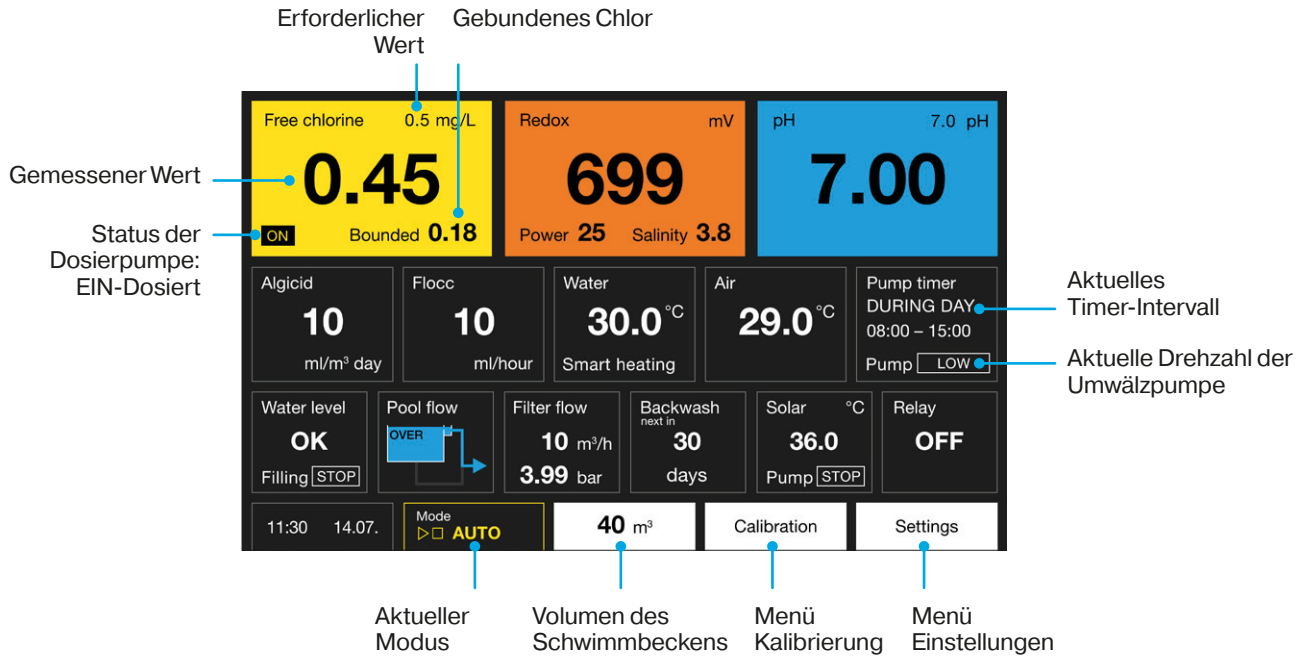 Erforderlicher
Wert
Gebundenes Chlor
Gemessener Wert
Status der
Dosierpumpe:
EIN-Dosiert
Free chlorine 0.5 mg/L
0.45
ON Bounded 0.18
Redox mV
699
Power 25 Salinity 3.8
pH 7.0 pH
7.00
Algicid
10
ml/m³ day
Flocc
10
ml/hour
Water
30.0 °C
Smart heating
Air
29.0 °C
Pump timer
DURING DAY
08:00 – 15:00
Pump LOW
Aktuelles
Timer-Intervall
Aktuelle Drehzahl der
Umwälzpumpe
Water level
OK
Filling STOP
Pool flow
OVER
Filter flow
10 m³/h
3.99 bar
Backwash
next in
30
days
Solar °C
36.0
Pump STOP
Relay
OFF
11:30 14.07.
Mode
AUTO
40 m³
Calibration
Settings
Aktueller
Modus
Volumen des
Schwimmbeckens
Menü
Kalibrierung
Menü
Einstellungen